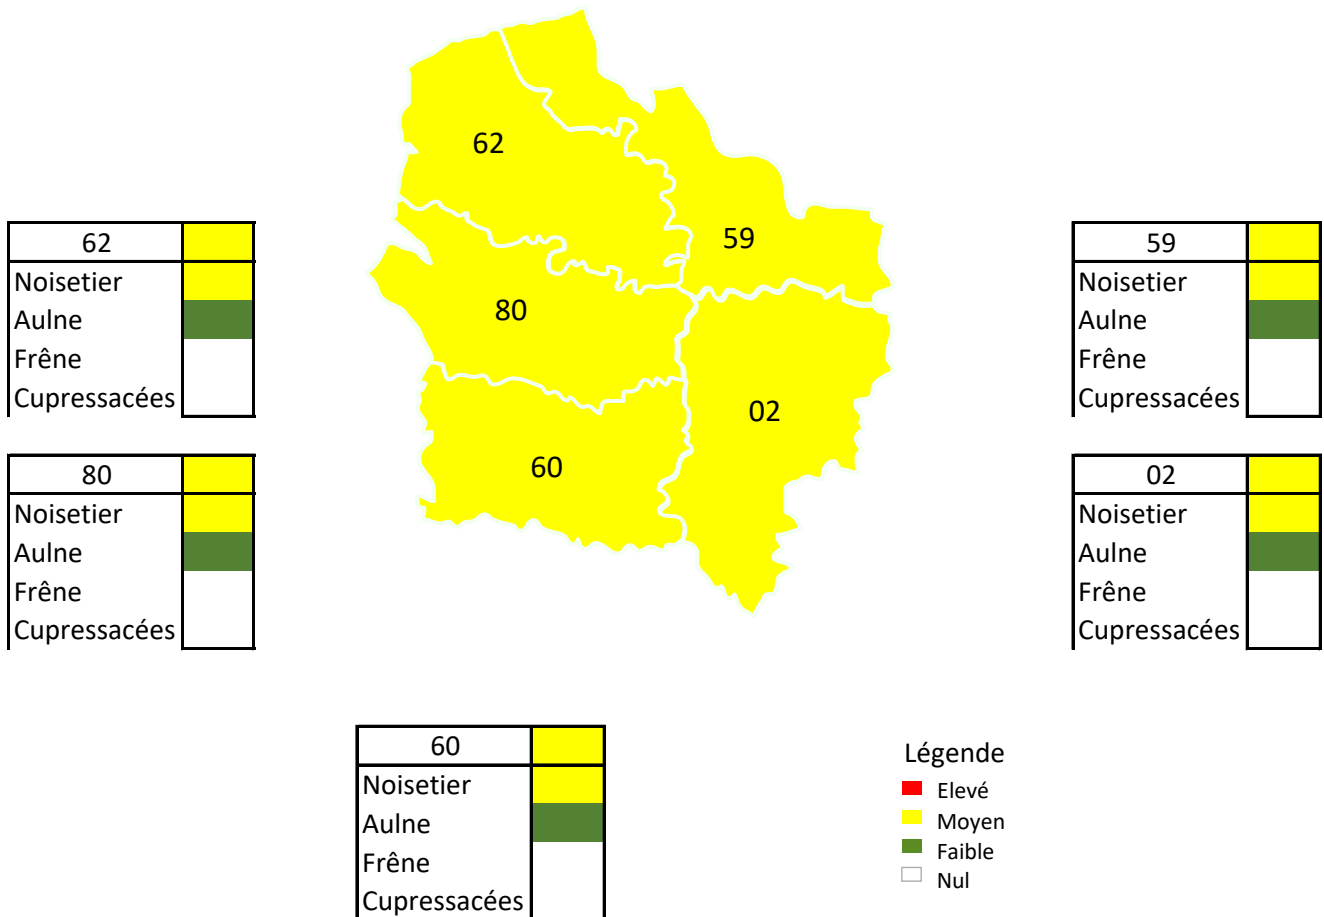 62
59
80
02
60
62
Noisetier
Aulne
Frêne
Cupressacées
59
Noisetier
Aulne
Frêne
Cupressacées
80
Noisetier
Aulne
Frêne
Cupressacées
02
Noisetier
Aulne
Frêne
Cupressacées
60
Noisetier
Aulne
Frêne
Cupressacées
Légende
Elevé
Moyen
Faible
Nul